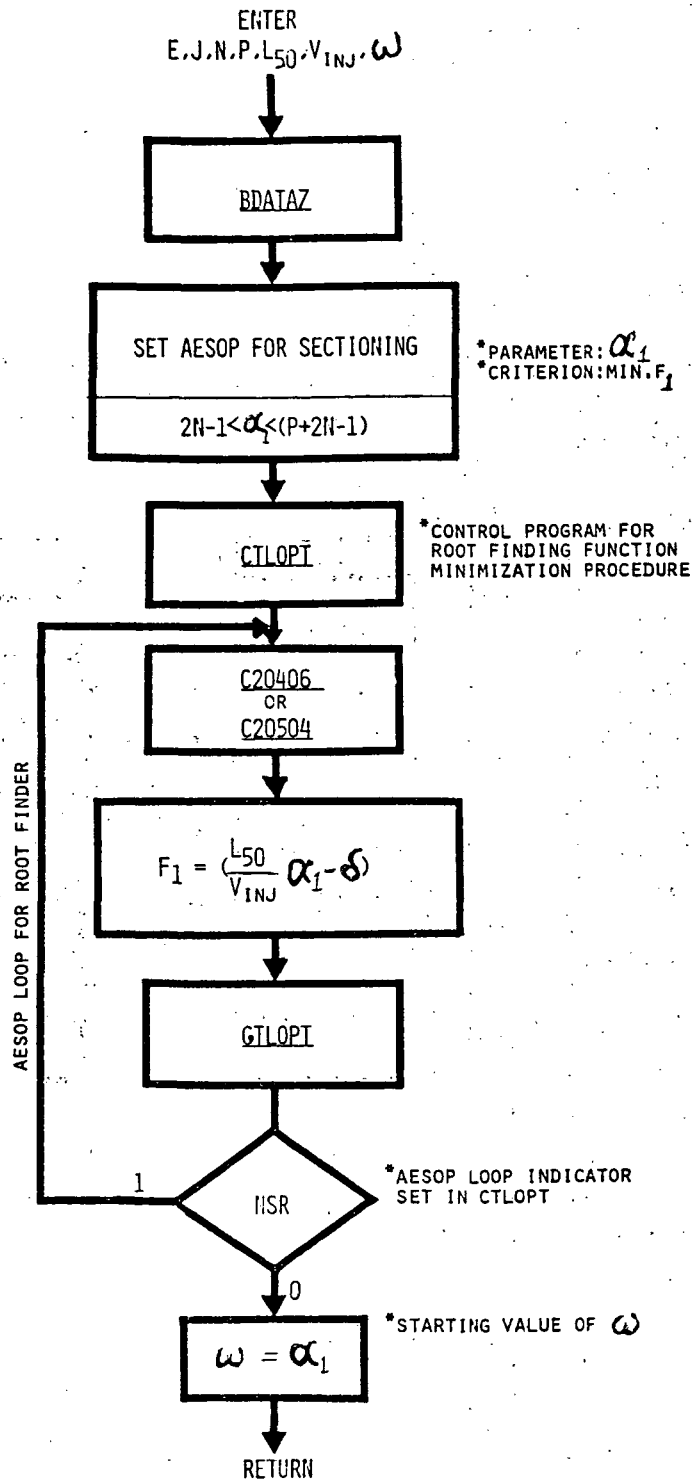 ENTER
E.J.N.P.L50.VINJ.ω
BDATAZ
SET AESOP FOR SECTIONING
*PARAMETER: α1
*CRITERION:MIN.F1
2N-1<α1<(P+2N-1)
CTLOPT
*CONTROL PROGRAM FOR
ROOT FINDING FUNCTION
MINIMIZATION PROCEDURE
C20406
OR
C20504
AESOP LOOP FOR ROOT FINDER
F1 = (L50/VINJ α1-δ)
GTLOPT
1
NSR
*AESOP LOOP INDICATOR
SET IN CTLOPT
0
*STARTING VALUE OF ω
ω = α1
RETURN